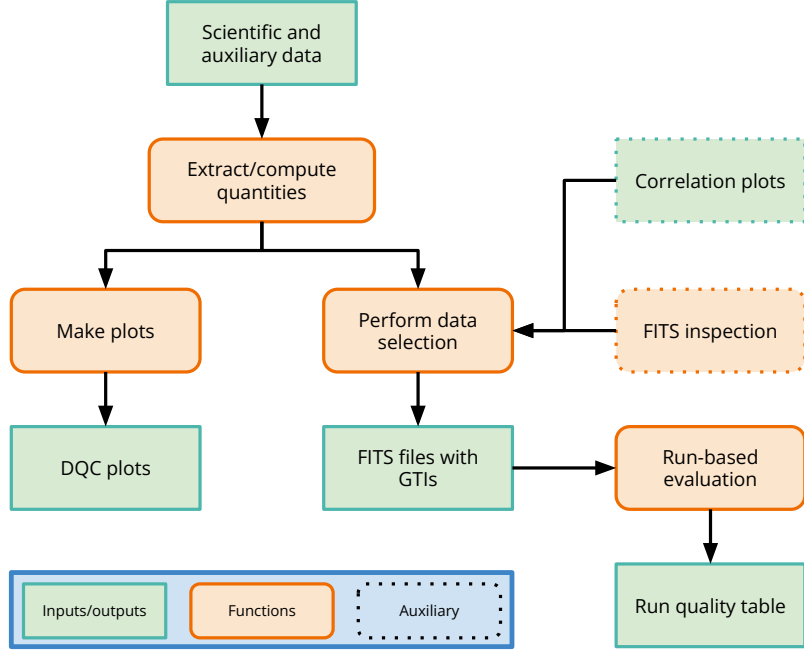 Scientific and
auxiliary data
Extract/compute
quantities
Correlation plots
Make plots
Perform data
selection
FITS inspection
DQC plots
FITS files with
GTIs
Run-based
evaluation
Inputs/outputs
Functions
Auxiliary
Run quality table